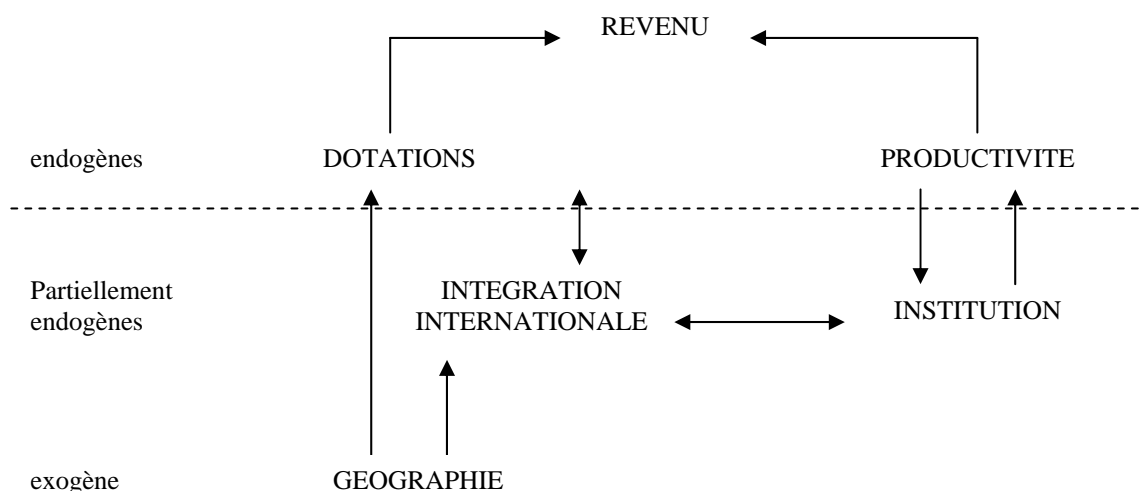 REVENU
endogènes DOTATIONS PRODUCTIVITE
Partiellement
endogènes
INTEGRATION
INTERNATIONALE
INSTITUTION
exogène GEOGRAPHIE